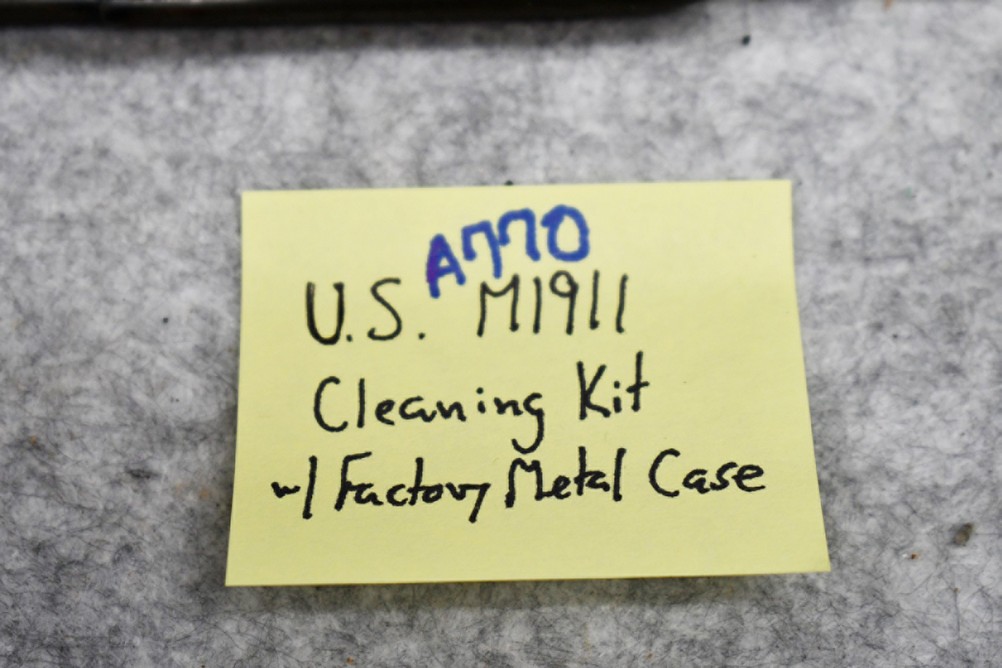 A770
U.S. M1911
Cleaning Kit
w/ Factory Metal Case